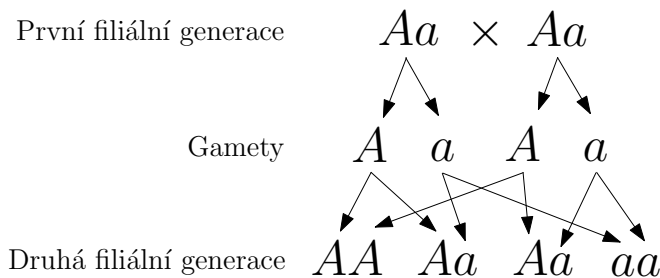 První filiální generace Aa × Aa
Gamety A a A a
Druhá filiální generace AA Aa Aa aa